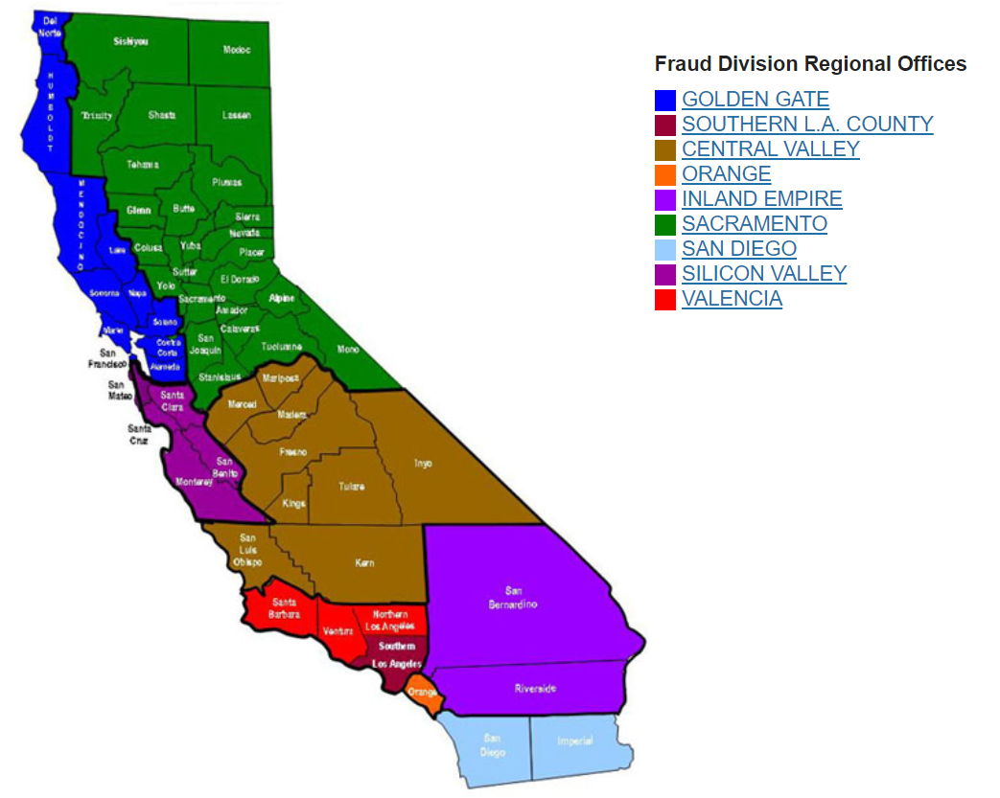 Del
Norte
Siskiyou
Modoc
HUMBOLDT
Trinity
Shasta
Lassen
Tehama
Plumas
MENDOCINO
Glenn
Butte
Sierra
Nevada
Lake
Colusa
Yuba
Placer
Sutter
El Dorado
Yolo
Sonoma
Napa
Sacramento
Alpine
Amador
Solano
Calaveras
Marin
San
Joaquin
Contra
Costa
Tuolumne
Mono
San
Francisco
Alameda
Stanislaus
Mariposa
San
Mateo
Santa
Clara
Merced
Madera
Santa
Cruz
Fresno
San
Benito
Inyo
Monterey
Tulare
Kings
San
Luis
Obispo
Kern
San
Bernardino
Santa
Barbara
Northern
Los Angeles
Ventura
Southern
Los Angeles
Orange
Riverside
San
Diego
Imperial
Fraud Division Regional Offices
GOLDEN GATE
SOUTHERN L.A. COUNTY
CENTRAL VALLEY
ORANGE
INLAND EMPIRE
SACRAMENTO
SAN DIEGO
SILICON VALLEY
VALENCIA